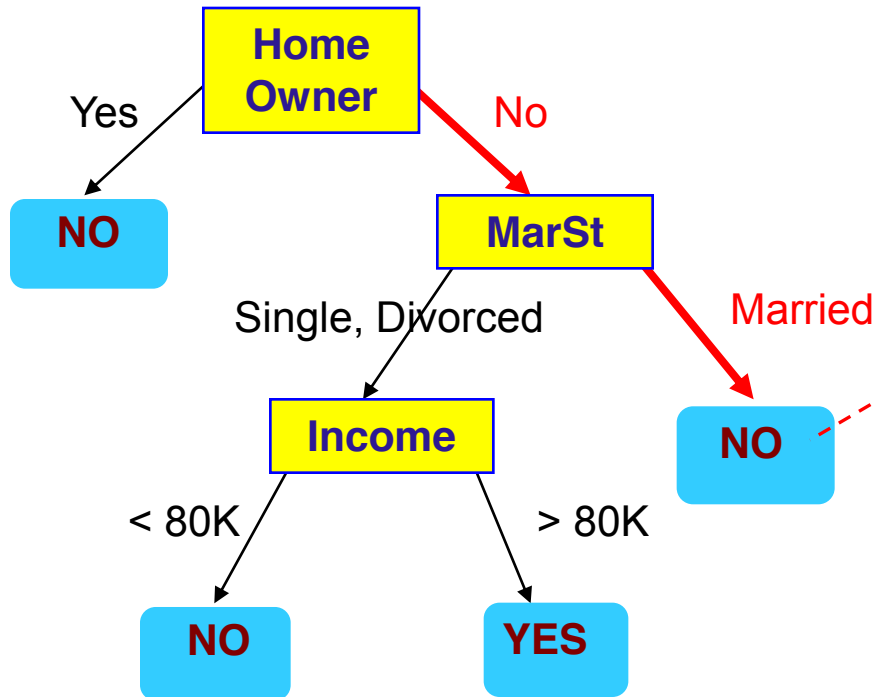 Home
Owner
Yes
No
NO
MarSt
Single, Divorced
Married
Income
NO
< 80K
> 80K
NO
YES